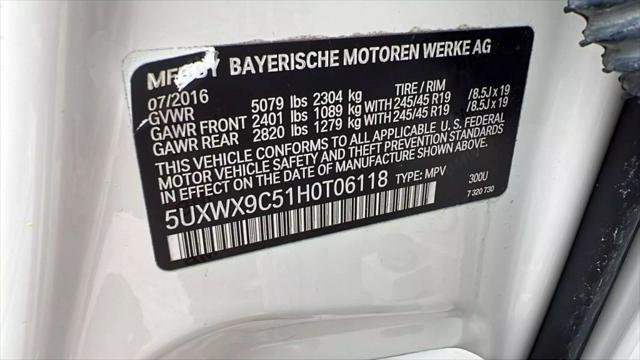 MFD BY BAYERISCHE MOTOREN WERKE AG
07/2016 TIRE / RIM
GVWR 5079 lbs 2304 kg
GAWR FRONT 2401 lbs 1089 kg WITH 245/45 R19 /8.5J x 19
GAWR REAR 2820 lbs 1279 kg WITH 245/45 R19 /8.5J x 19
THIS VEHICLE CONFORMS TO ALL APPLICABLE U. S. FEDERAL
MOTOR VEHICLE SAFETY AND THEFT PREVENTION STANDARDS
IN EFFECT ON THE DATE OF MANUFACTURE SHOWN ABOVE.
5UXWX9C51H0T06118 TYPE: MPV 300U
7 320 730